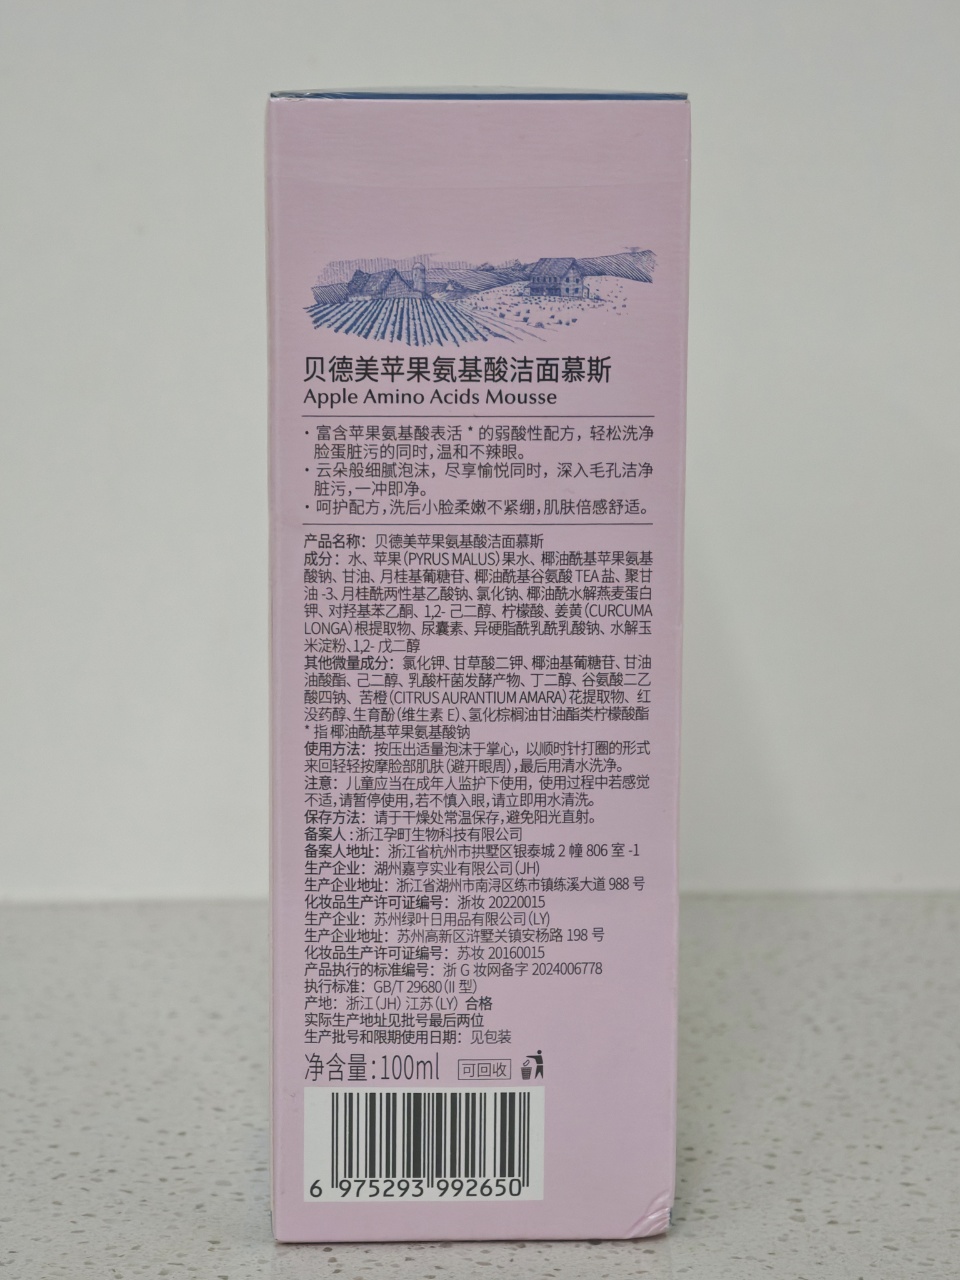 贝德美苹果氨基酸洁面慕斯
Apple Amino Acids Mousse
· 富含苹果氨基酸表活 * 的弱酸性配方，轻松洗净
脸蛋脏污的同时，温和不辣眼。
· 云朵般细腻泡沫，尽享愉悦同时，深入毛孔洁净
脏污，一冲即净。
· 呵护配方，洗后小脸柔嫩不紧绷，肌肤倍感舒适。
产品名称：贝德美苹果氨基酸洁面慕斯
成分：水、苹果（PYRUS MALUS）果水、椰油酰基苹果氨基
酸钠、甘油、月桂基葡糖苷、椰油酰基谷氨酸 TEA 盐、聚甘
油 -3、月桂酰两性基乙酸钠、氯化钠、椰油酰水解燕麦蛋白
钾、对羟基苯乙酮、1,2- 己二醇、柠檬酸、姜黄（CURCUMA
LONGA）根提取物、尿囊素、异硬脂酰乳酰乳酸钠、水解玉
米淀粉、1,2- 戊二醇
其他微量成分：氯化钾、甘草酸二钾、椰油基葡糖苷、甘油
油酸酯、己二醇、乳酸杆菌发酵产物、丁二醇、谷氨酸二乙
酸四钠、苦橙（CITRUS AURANTIUM AMARA）花提取物、红
没药醇、生育酚（维生素 E）、氢化棕榈油甘油酯类柠檬酸酯
* 指椰油酰基苹果氨基酸钠
使用方法：按压出适量泡沫于掌心，以顺时针打圈的形式
来回轻轻按摩脸部肌肤（避开眼周），最后用清水洗净。
注意：儿童应当在成年人监护下使用，使用过程中若感觉
不适，请暂停使用，若不慎入眼，请立即用水清洗。
保存方法：请于干燥处常温保存，避免阳光直射。
备案人：浙江孕町生物科技有限公司
备案人地址：浙江省杭州市拱墅区银泰城 2 幢 806 室 -1
生产企业：湖州嘉亨实业有限公司（JH）
生产企业地址：浙江省湖州市南浔区练市镇练溪大道 988 号
化妆品生产许可证编号：浙妆 20220015
生产企业：苏州绿叶日用品有限公司（LY）
生产企业地址：苏州高新区浒墅关镇安杨路 198 号
化妆品生产许可证编号：苏妆 20160015
产品执行的标准编号：浙 G 妆网备字 2024006778
执行标准：GB/T 29680（II 型）
产地：浙江（JH）江苏（LY） 合格
实际生产地址见批号最后两位
生产批号和限期使用日期：见包装
净含量：100ml 可回收
6 975293 992650